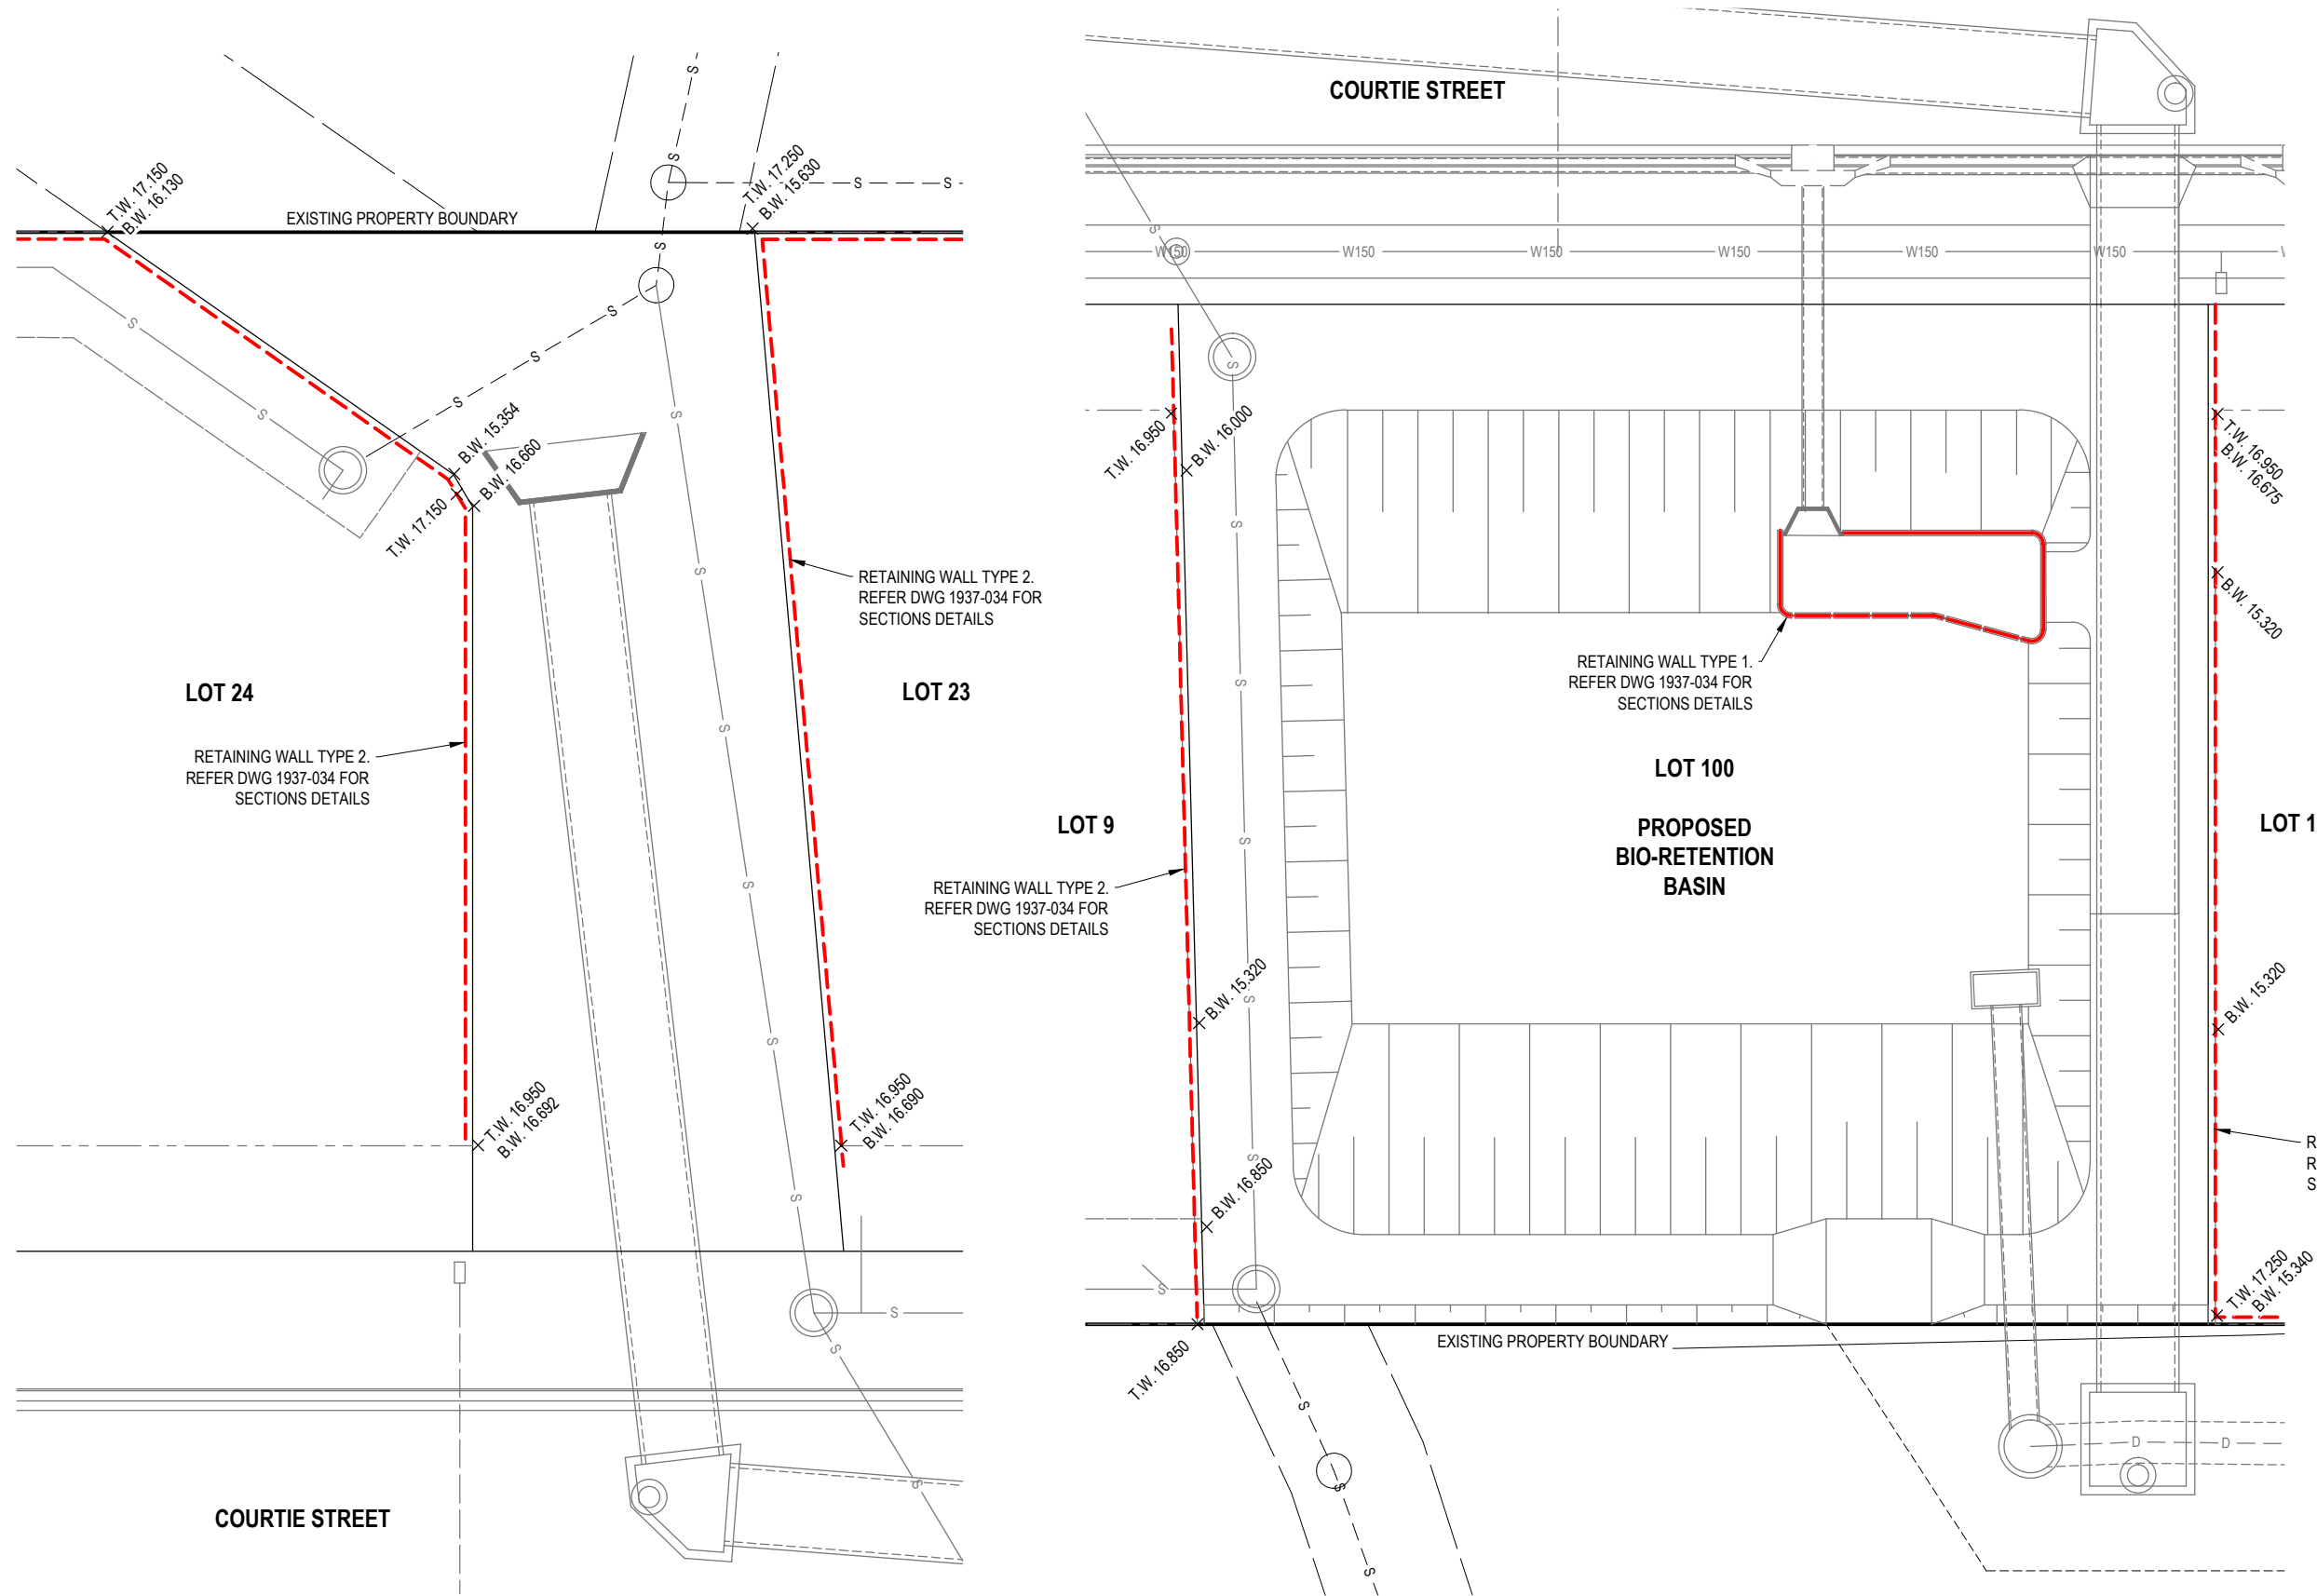 S
S
T.W. 17.150
B.W. 16.130
EXISTING PROPERTY BOUNDARY
T.W. 17.250
B.W. 15.630
S
S
S
S
S
S
S
S
S
B.W. 15.354
B.W. 16.660
T.W. 17.150
S
S
RETAINING WALL TYPE 2.
REFER DWG 1937-034 FOR
SECTIONS DETAILS
LOT 24
LOT 23
RETAINING WALL TYPE 2.
REFER DWG 1937-034 FOR
SECTIONS DETAILS
S
S
S
T.W. 16.950
B.W. 16.692
T.W. 16.950
B.W. 16.690
S
S
S
S
COURTIE STREET
COURTIE STREET
S
W150
W150
W150
W150
W150
W150
S
T.W. 16.950
B.W. 16.000
T.W. 16.950
B.W. 16.675
S
B.W. 15.320
RETAINING WALL TYPE 1.
REFER DWG 1937-034 FOR
SECTIONS DETAILS
S
LOT 100
PROPOSED
BIO-RETENTION
BASIN
LOT 9
LOT 1
S
RETAINING WALL TYPE 2.
REFER DWG 1937-034 FOR
SECTIONS DETAILS
B.W. 15.320
S
B.W. 15.320
S
B.W. 16.850
R
R
S
S
T.W. 17.250
B.W. 15.340
EXISTING PROPERTY BOUNDARY
T.W. 16.850
S
S
S
D
D